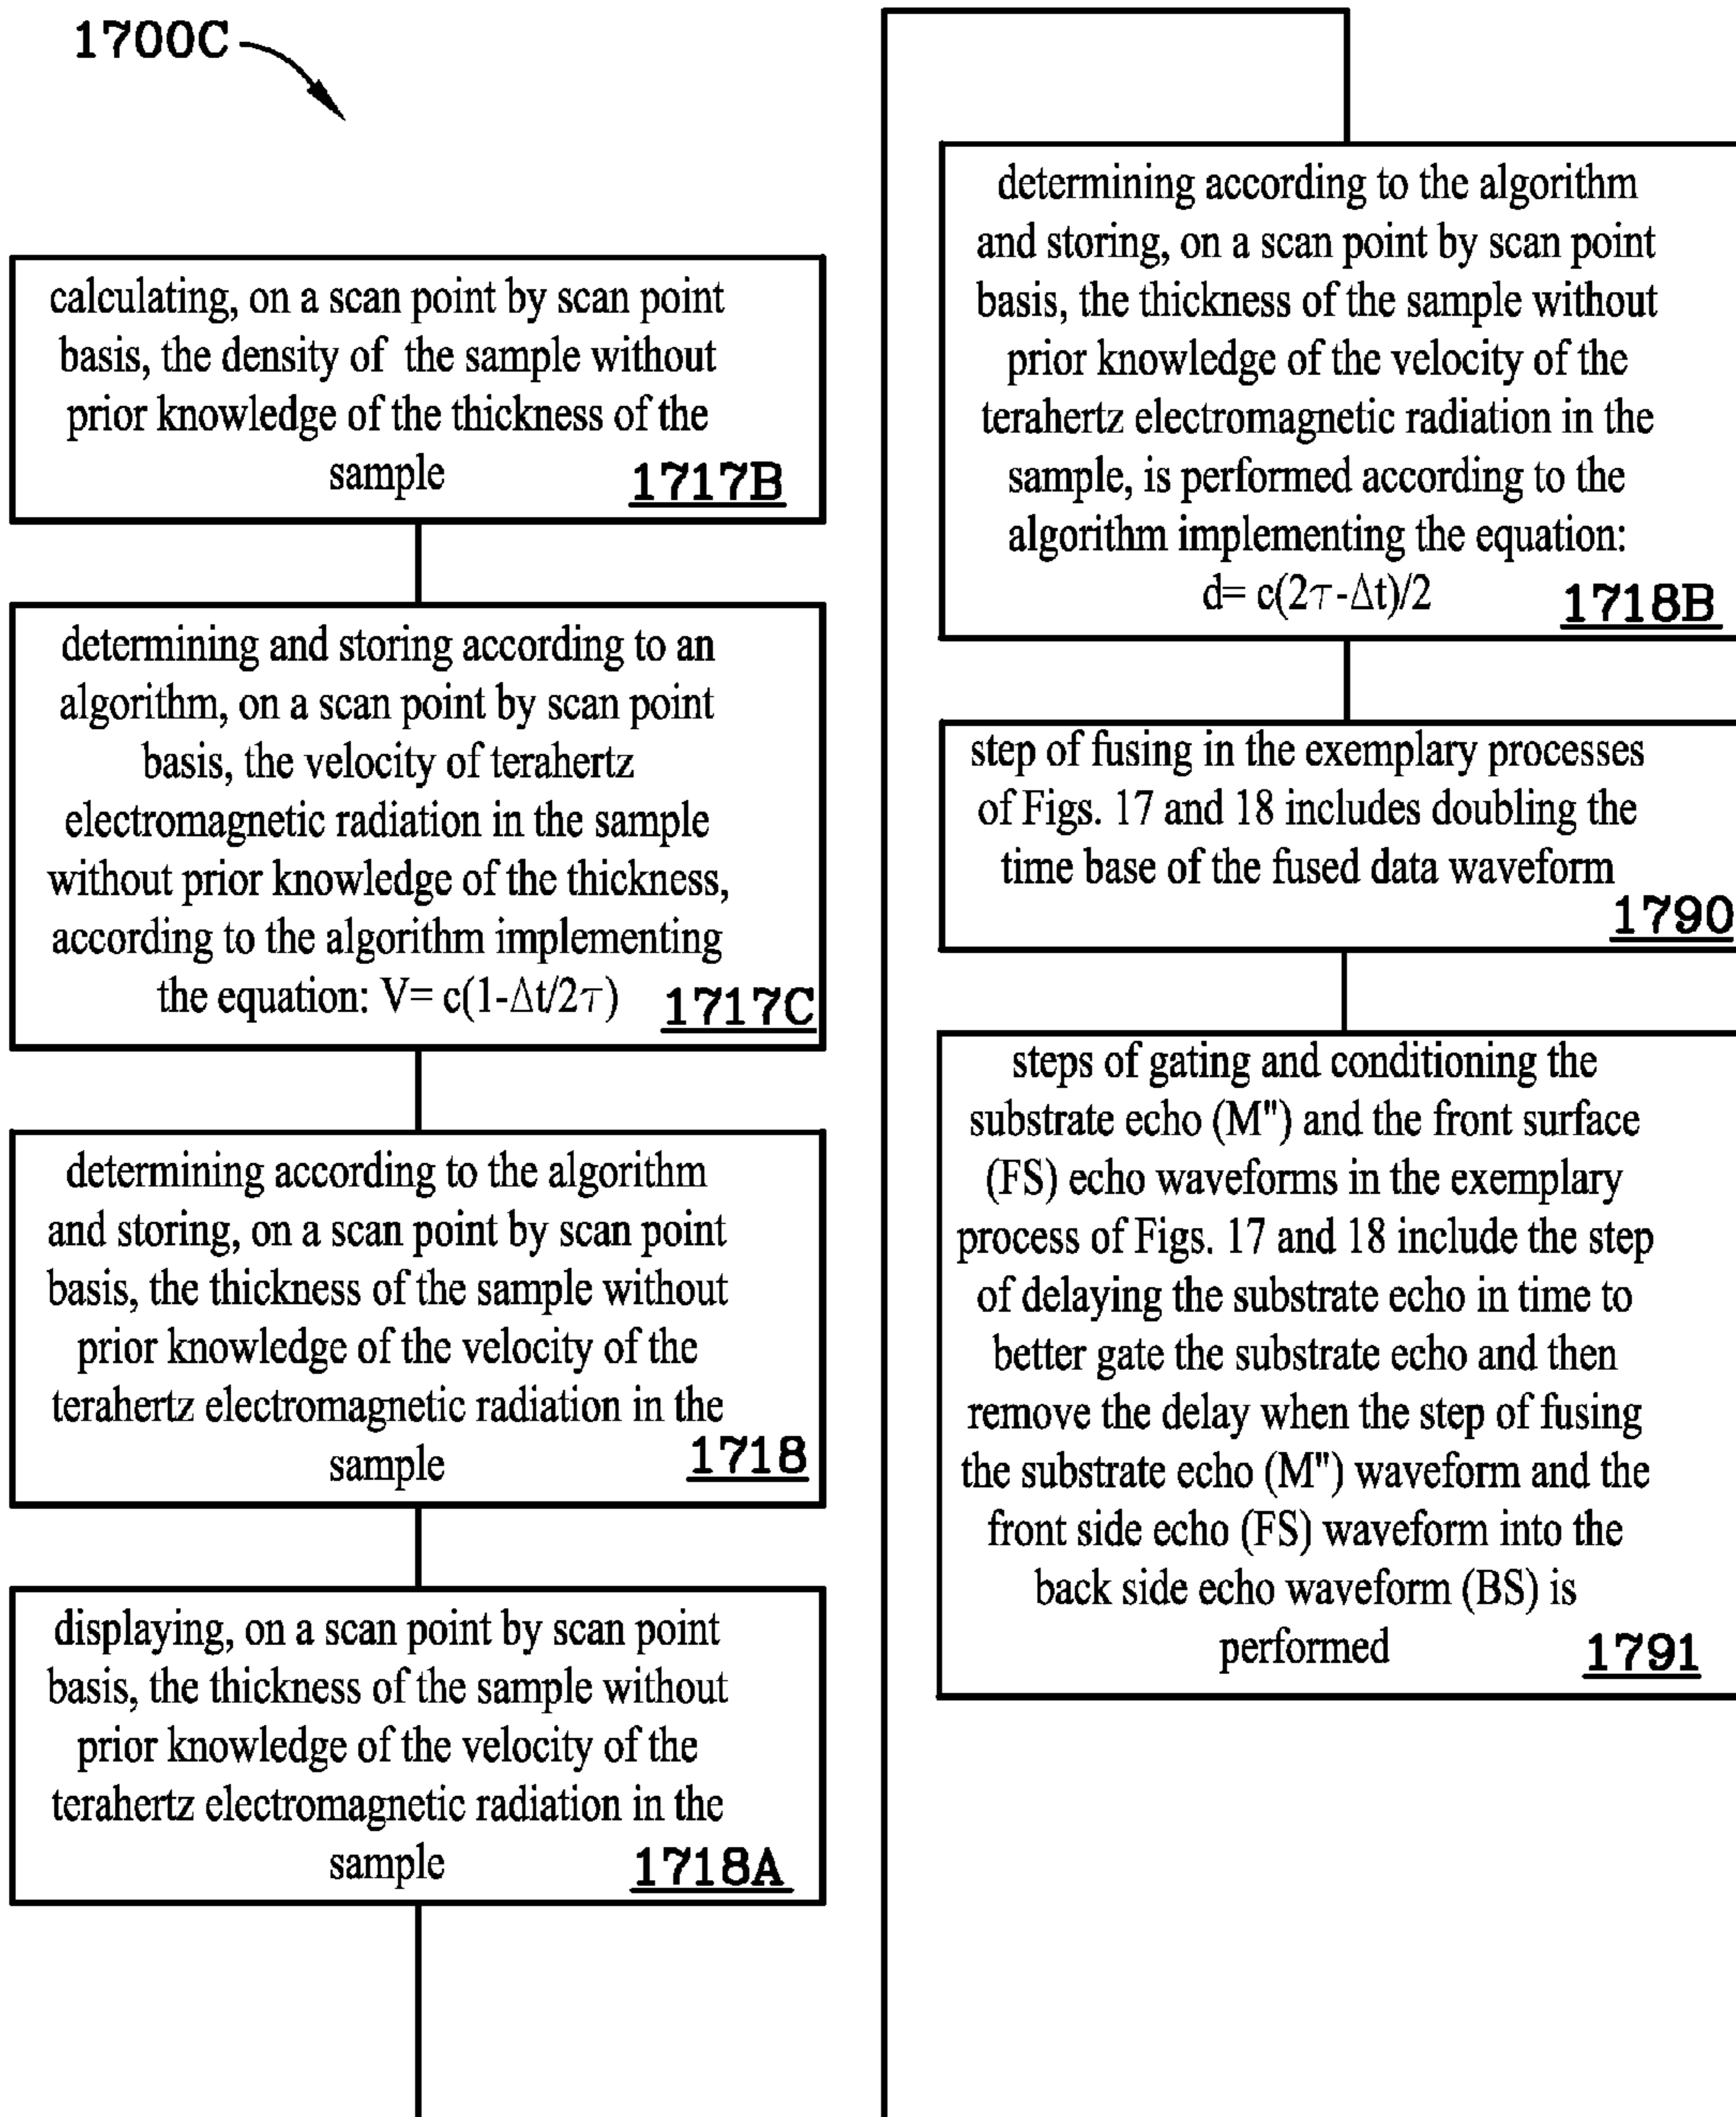 1700C
calculating, on a scan point by scan point
basis, the density of the sample without
prior knowledge of the thickness of the
sample 1717B
determining and storing according to an
algorithm, on a scan point by scan point
basis, the velocity of terahertz
electromagnetic radiation in the sample
without prior knowledge of the thickness,
according to the algorithm implementing
the equation: V= c(1-Δt/2τ) 1717C
determining according to the algorithm
and storing, on a scan point by scan point
basis, the thickness of the sample without
prior knowledge of the velocity of the
terahertz electromagnetic radiation in the
sample 1718
displaying, on a scan point by scan point
basis, the thickness of the sample without
prior knowledge of the velocity of the
terahertz electromagnetic radiation in the
sample 1718A
determining according to the algorithm
and storing, on a scan point by scan point
basis, the thickness of the sample without
prior knowledge of the velocity of the
terahertz electromagnetic radiation in the
sample, is performed according to the
algorithm implementing the equation:
d= c(2τ-Δt)/2 1718B
step of fusing in the exemplary processes
of Figs. 17 and 18 includes doubling the
time base of the fused data waveform
1790
steps of gating and conditioning the
substrate echo (M") and the front surface
(FS) echo waveforms in the exemplary
process of Figs. 17 and 18 include the step
of delaying the substrate echo in time to
better gate the substrate echo and then
remove the delay when the step of fusing
the substrate echo (M") waveform and the
front side echo (FS) waveform into the
back side echo waveform (BS) is
performed 1791